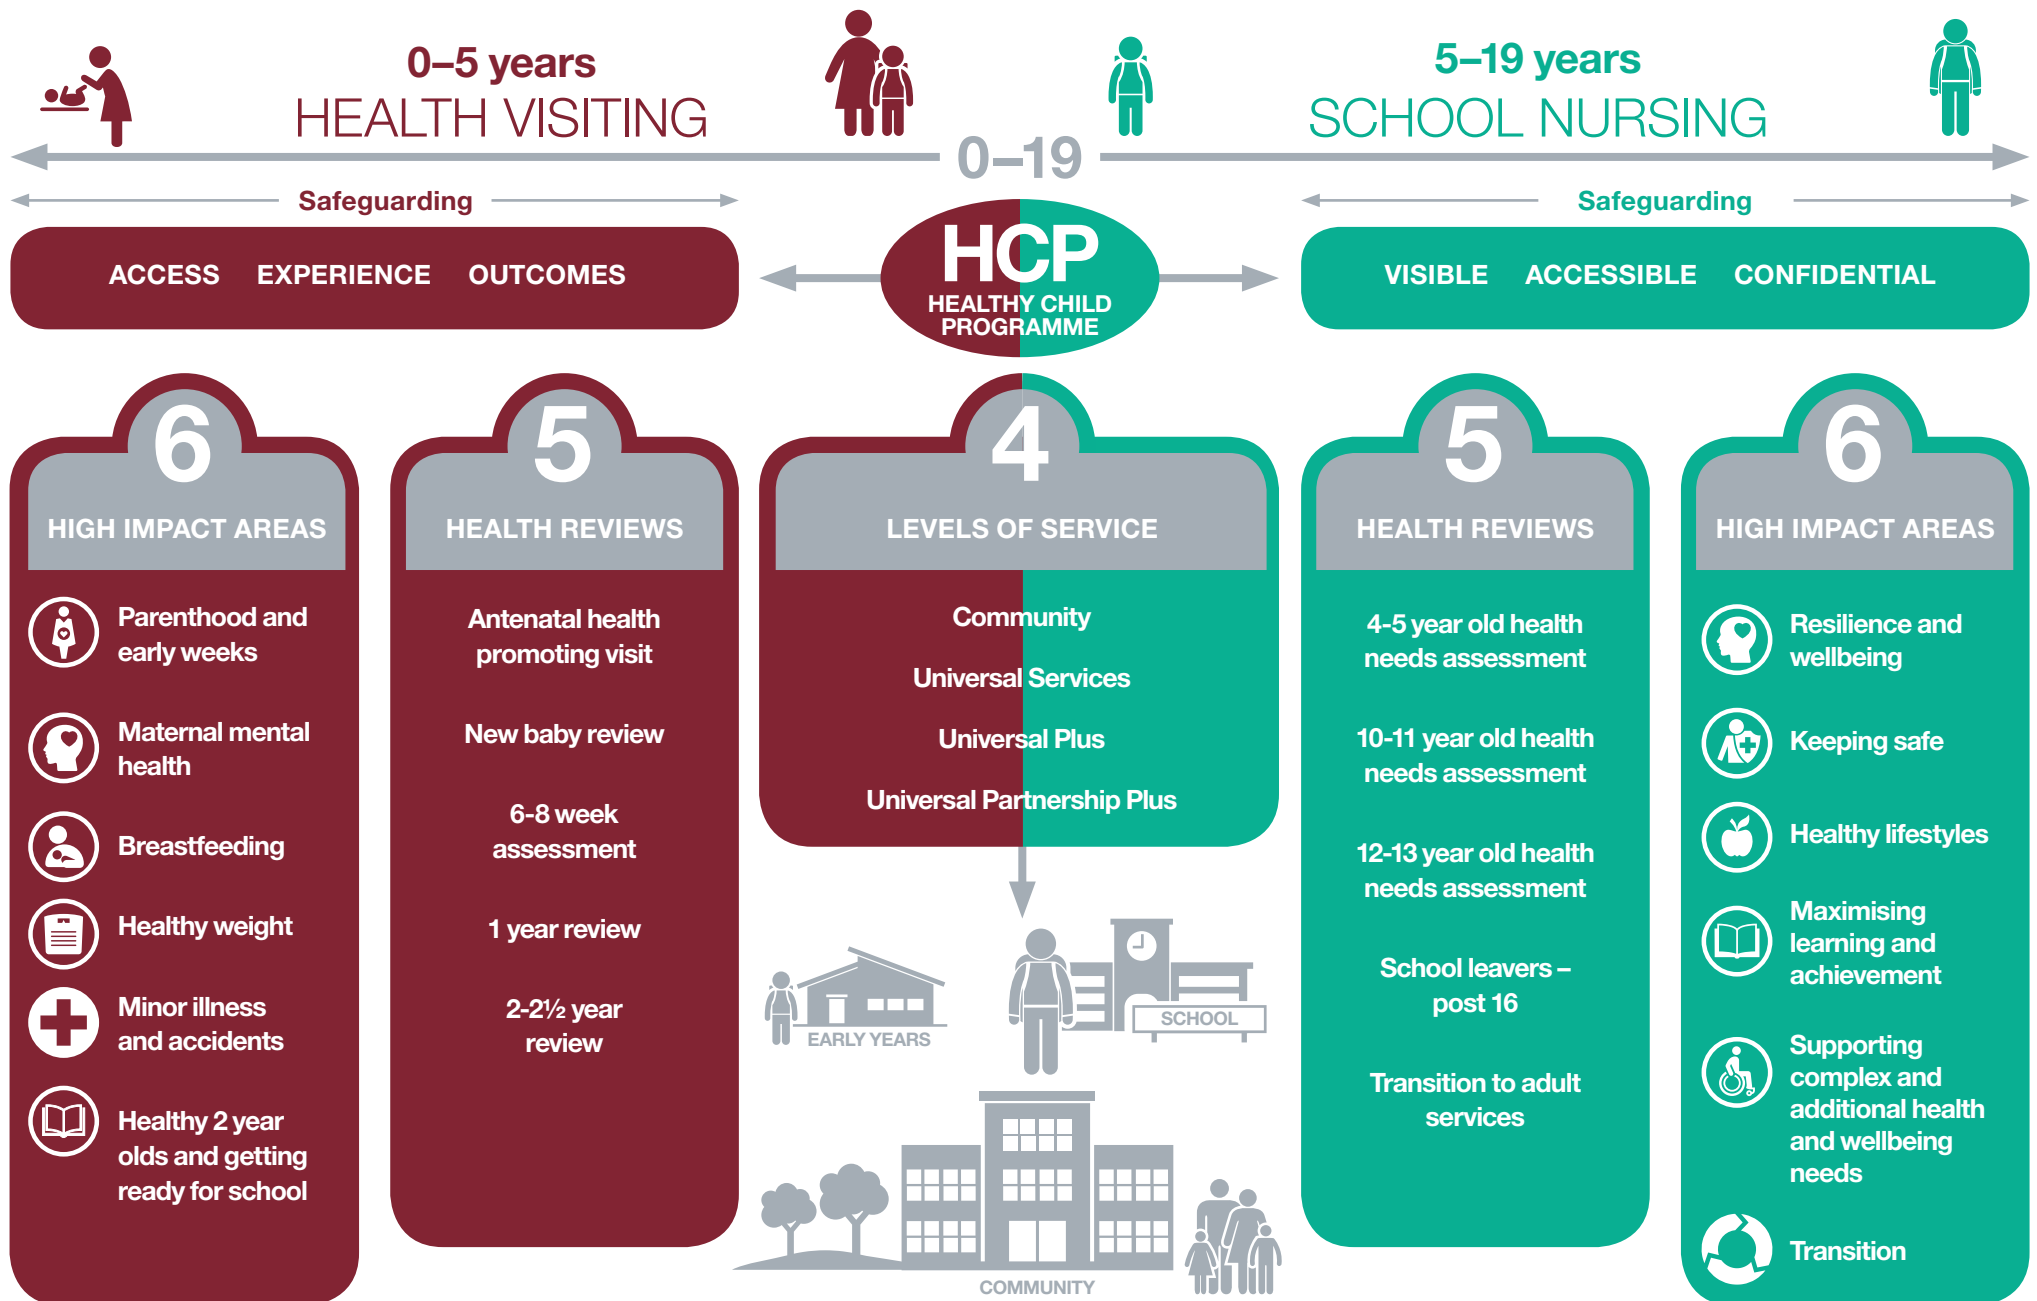 0–5 years
HEALTH VISITING
5–19 years
SCHOOL NURSING
0–19
Safeguarding
Safeguarding
ACCESS EXPERIENCE OUTCOMES
HCP
HEALTHY CHILD
PROGRAMME
VISIBLE ACCESSIBLE CONFIDENTIAL
6
HIGH IMPACT AREAS
Parenthood and
early weeks
Maternal mental
health
Breastfeeding
Healthy weight
Minor illness
and accidents
Healthy 2 year
olds and getting
ready for school
5
HEALTH REVIEWS
Antenatal health
promoting visit
New baby review
6-8 week
assessment
1 year review
2-2½ year
review
4
LEVELS OF SERVICE
Community
Universal Services
Universal Plus
Universal Partnership Plus
EARLY YEARS
SCHOOL
COMMUNITY
5
HEALTH REVIEWS
4-5 year old health
needs assessment
10-11 year old health
needs assessment
12-13 year old health
needs assessment
School leavers –
post 16
Transition to adult
services
6
HIGH IMPACT AREAS
Resilience and
wellbeing
Keeping safe
Healthy lifestyles
Maximising
learning and
achievement
Supporting
complex and
additional health
and wellbeing
needs
Transition